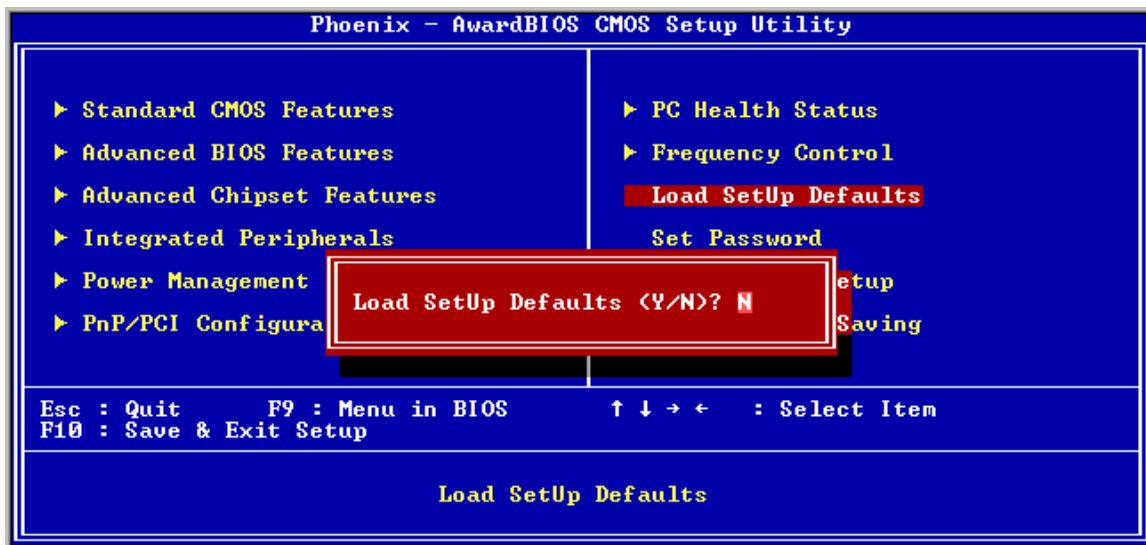 Phoenix - AwardBIOS CMOS Setup Utility
Standard CMOS Features
Advanced BIOS Features
Advanced Chipset Features
Integrated Peripherals
Power Management
PnP/PCI Configura
PC Health Status
Frequency Control
Load SetUp Defaults
Set Password
etup
Saving
Load SetUp Defaults (Y/N)? N
Esc : Quit F9 : Menu in BIOS ↑ ↓ → ← : Select Item
F10 : Save & Exit Setup
Load SetUp Defaults